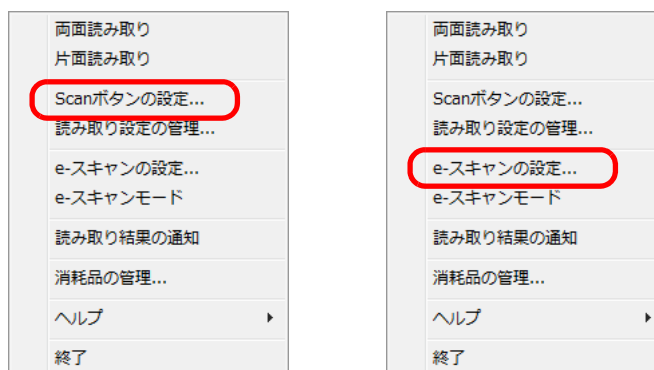 両面読み取り
片面読み取り
Scanボタンの設定...
読み取り設定の管理...
e-スキャンの設定...
e-スキャンモード
読み取り結果の通知
消耗品の管理...
ヘルプ
終了
両面読み取り
片面読み取り
Scanボタンの設定...
読み取り設定の管理...
e-スキャンの設定...
e-スキャンモード
読み取り結果の通知
消耗品の管理...
ヘルプ
終了